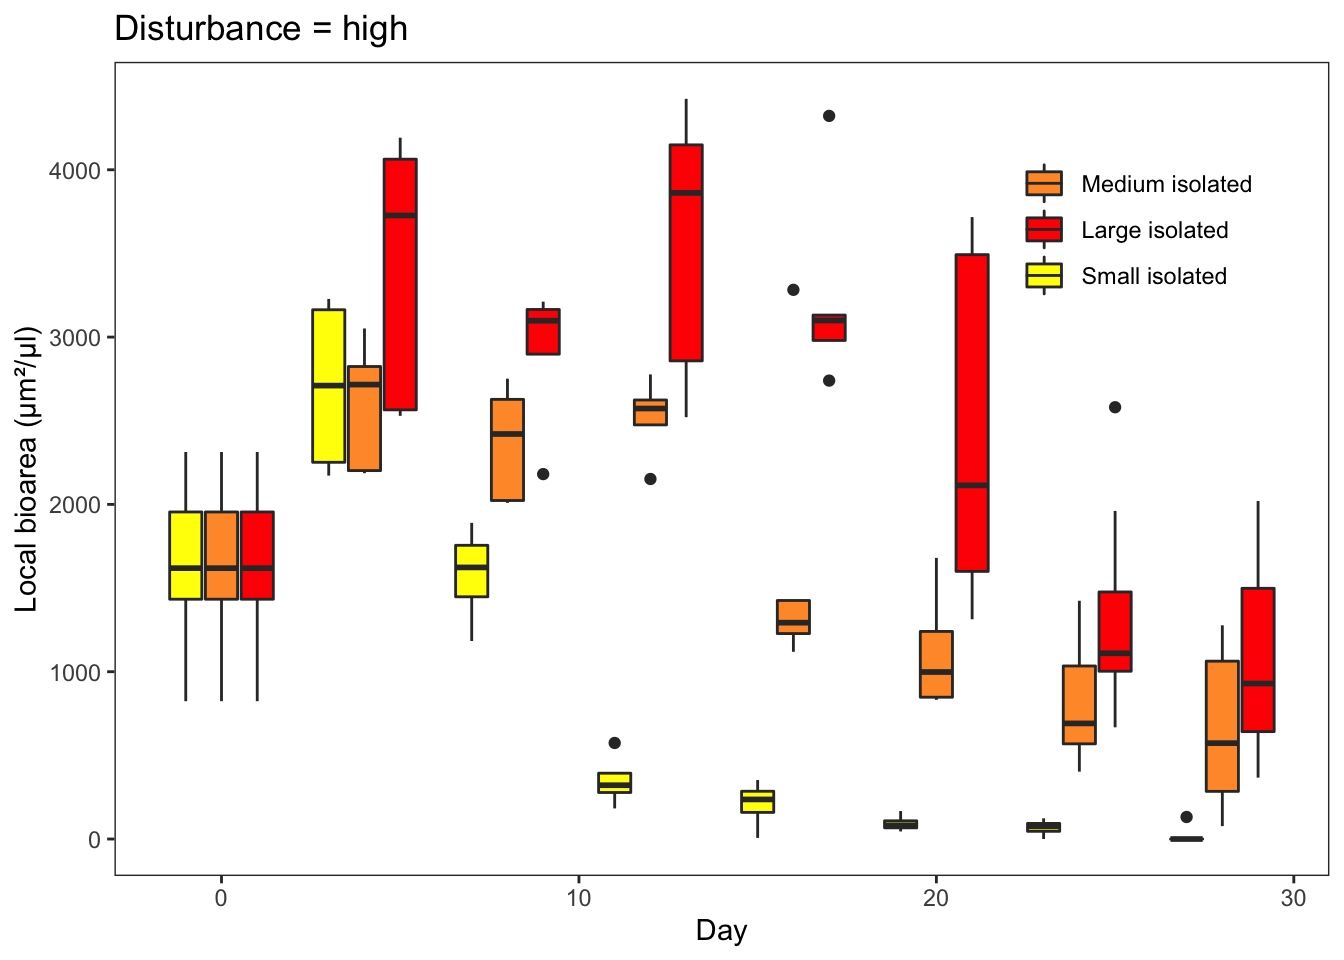 Disturbance = high
Local bioarea (µm²/µl)
4000
3000
2000
1000
0
Medium isolated
Large isolated
Small isolated
0 10 20 30
Day